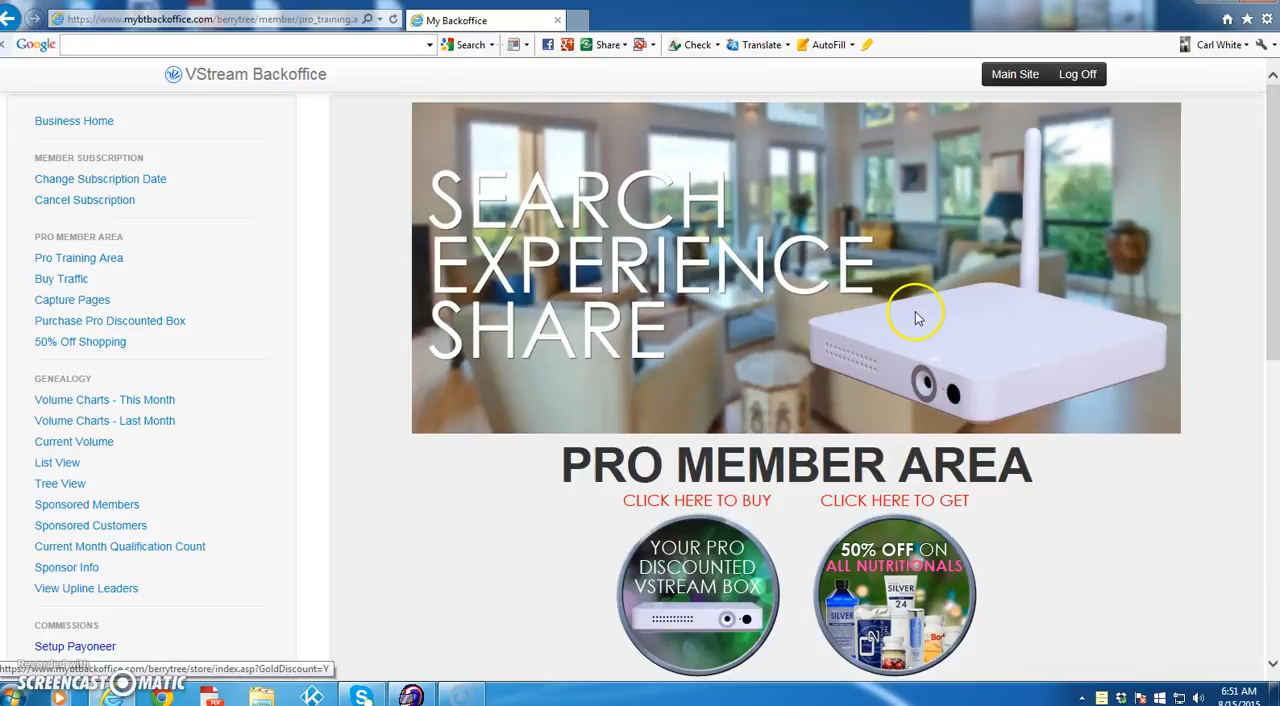 https://www.mybtbackoffice.com/berrytree/member/pro_training.a
My Backoffice
Google
Search
Share
Check
Translate
AutoFill
Carl White
VStream Backoffice
Main Site
Log Off
Business Home
MEMBER SUBSCRIPTION
Change Subscription Date
Cancel Subscription
PRO MEMBER AREA
Pro Training Area
Buy Traffic
Capture Pages
Purchase Pro Discounted Box
50% Off Shopping
GENEALOGY
Volume Charts - This Month
Volume Charts - Last Month
Current Volume
List View
Tree View
Sponsored Members
Sponsored Customers
Current Month Qualification Count
Sponsor Info
View Upline Leaders
COMMISSIONS
Setup Payoneer
SEARCH
EXPERIENCE
SHARE
PRO MEMBER AREA
CLICK HERE TO BUY
CLICK HERE TO GET
YOUR PRO
DISCOUNTED
VSTREAM BOX
50% OFF ON
ALL NUTRITIONALS
SILVER
SILVER
24
https://www.mybtbackoffice.com/berrytree/store/index.asp?GoldDiscount=Y
Recorded with
SCREENCAST-O-MATIC
6:51 AM
8/15/2015